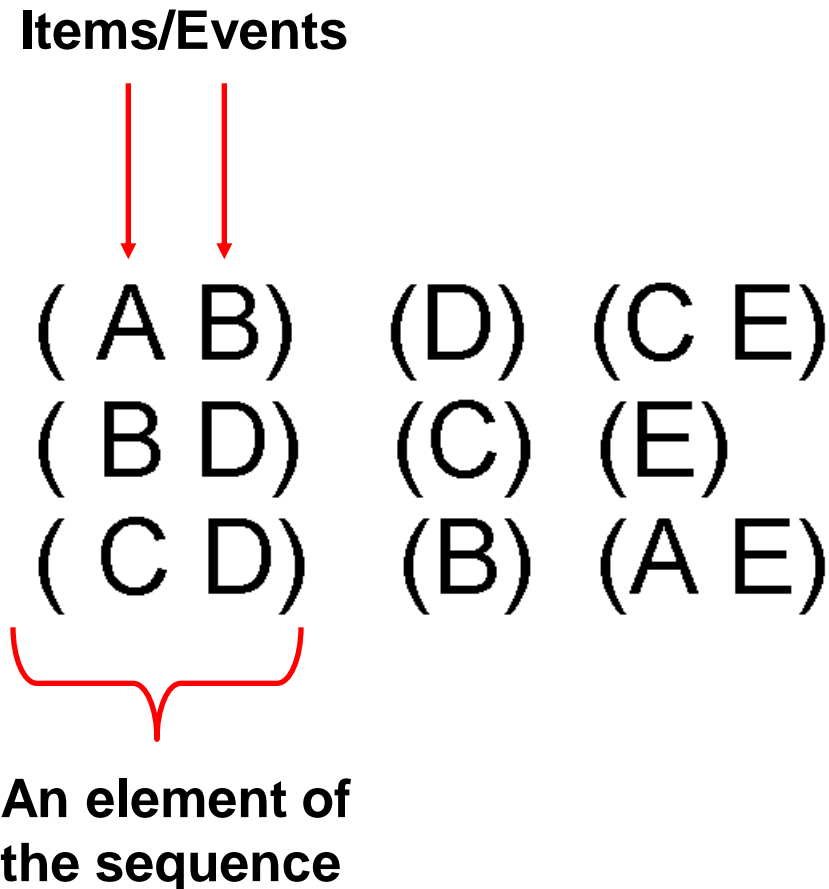 Items/Events
( A B) (D) (C E)
( B D) (C) (E)
( C D) (B) (A E)
An element of
the sequence